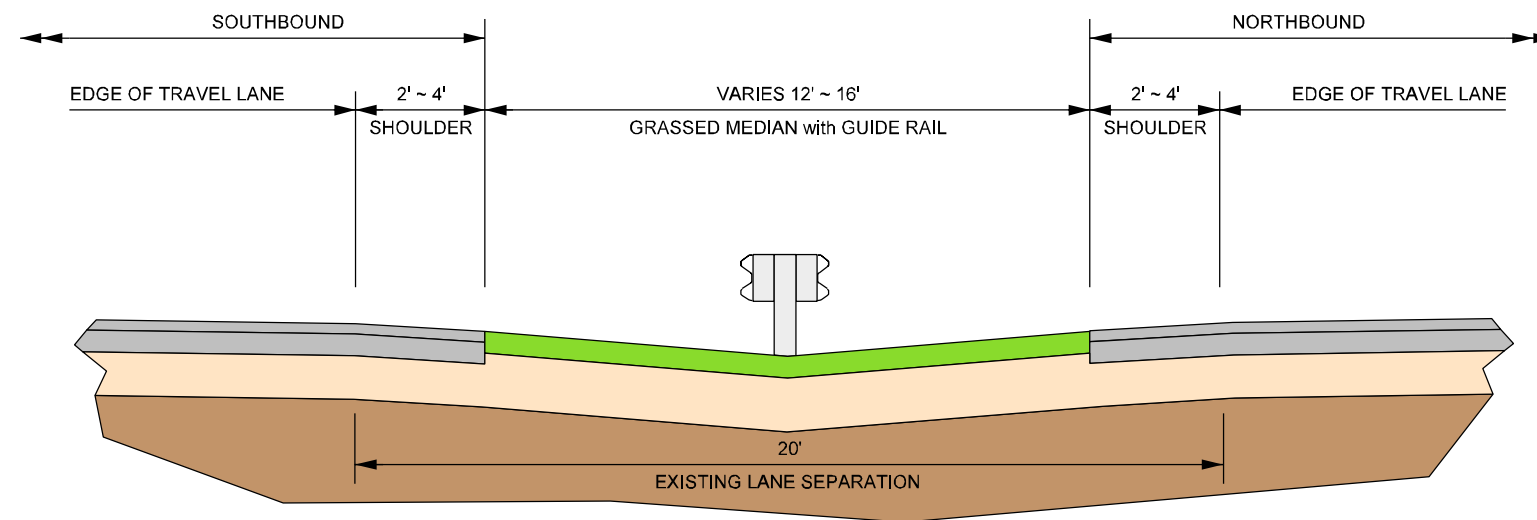 SOUTHBOUND
NORTHBOUND
EDGE OF TRAVEL LANE
2' ~ 4'
VARIES 12' ~ 16'
2' ~ 4'
EDGE OF TRAVEL LANE
SHOULDER
GRASSED MEDIAN with GUIDE RAIL
SHOULDER
20'
EXISTING LANE SEPARATION